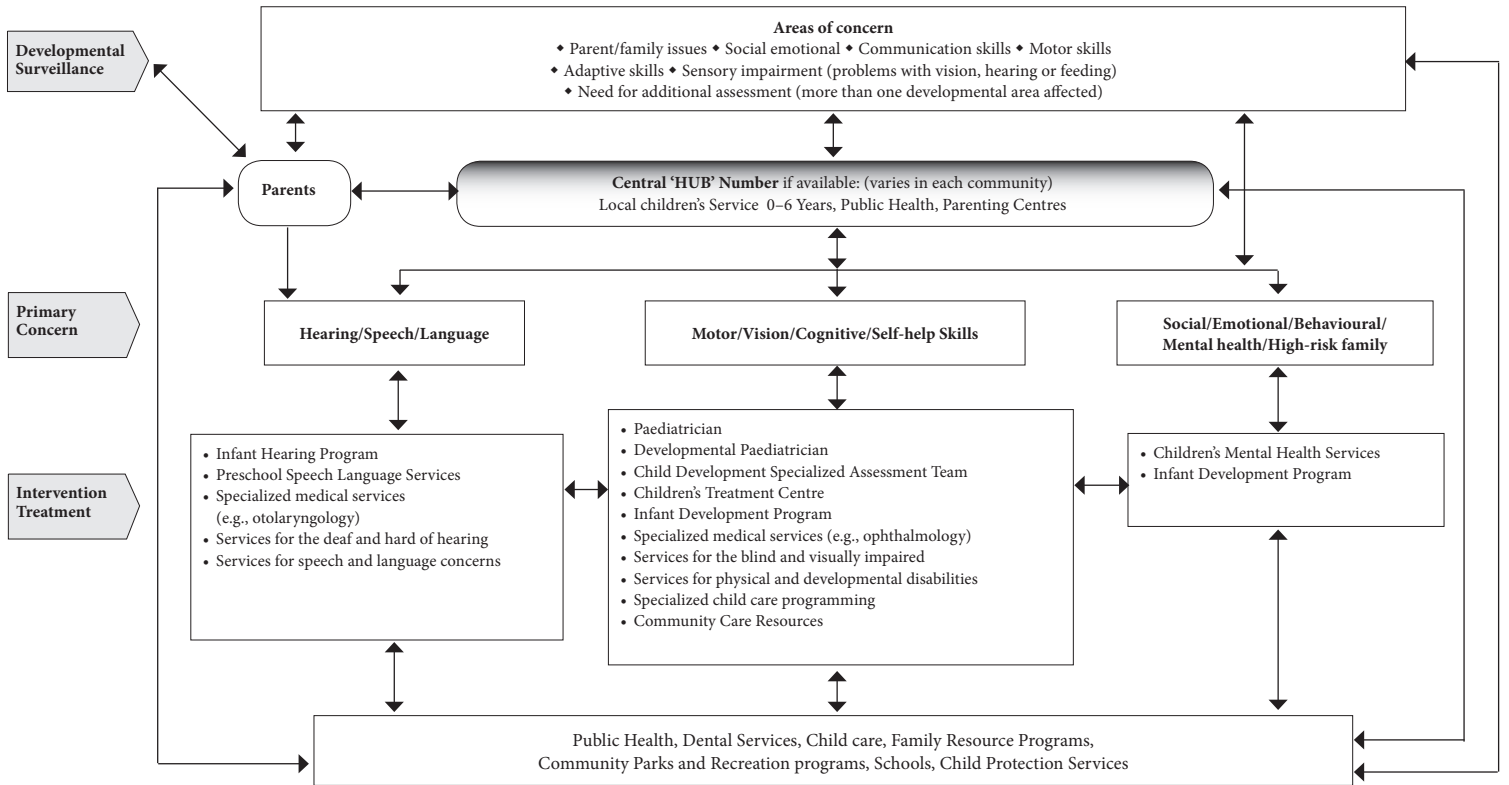 Developmental
Surveillance
Areas of concern
◆ Parent/family issues ◆ Social emotional ◆ Communication skills ◆ Motor skills
◆ Adaptive skills ◆ Sensory impairment (problems with vision, hearing or feeding)
◆ Need for additional assessment (more than one developmental area affected)
Parents
Central ‘HUB’ Number if available: (varies in each community)
Local children's Service 0–6 Years, Public Health, Parenting Centres
Primary
Concern
Hearing/Speech/Language
Motor/Vision/Cognitive/Self-help Skills
Social/Emotional/Behavioural/
Mental health/High-risk family
Intervention
Treatment
• Infant Hearing Program
• Preschool Speech Language Services
• Specialized medical services
(e.g., otolaryngology)
• Services for the deaf and hard of hearing
• Services for speech and language concerns
• Paediatrician
• Developmental Paediatrician
• Child Development Specialized Assessment Team
• Children's Treatment Centre
• Infant Development Program
• Specialized medical services (e.g., ophthalmology)
• Services for the blind and visually impaired
• Services for physical and developmental disabilities
• Specialized child care programming
• Community Care Resources
• Children's Mental Health Services
• Infant Development Program
Public Health, Dental Services, Child care, Family Resource Programs,
Community Parks and Recreation programs, Schools, Child Protection Services